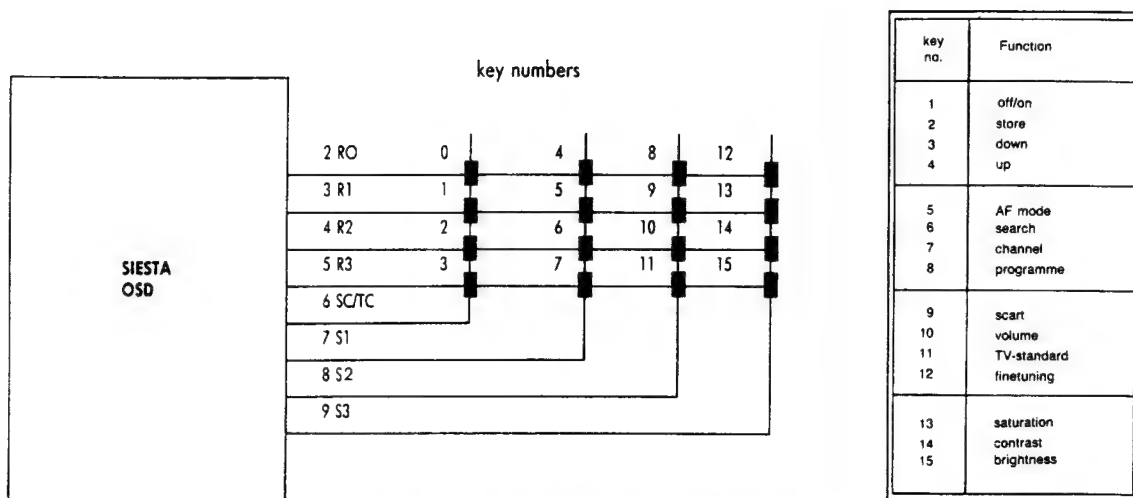 key numbers
2 RO 0 4 8 12
3 R1 1 5 9 13
4 R2 2 6 10 14
5 R3 3 7 11 15
6 SC/TC
7 S1
8 S2
9 S3
SIESTA
OSD
key no. Function
1 off/on
2 store
3 down
4 up
5 AF mode
6 search
7 channel
8 programme
9 scart
10 volume
11 TV-standard
12 finetuning
13 saturation
14 contrast
15 brightness